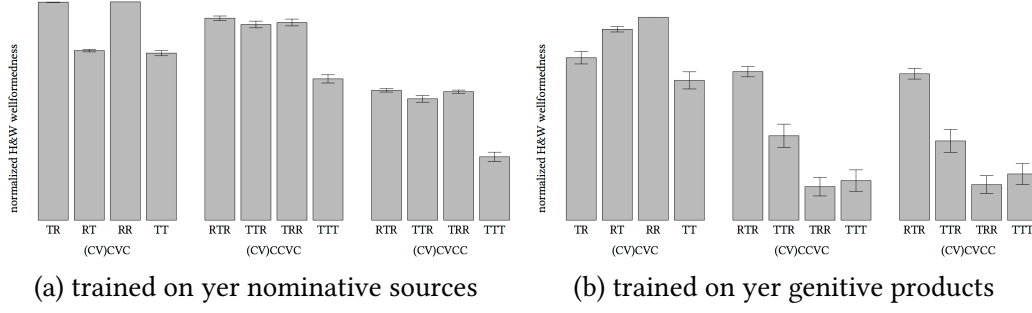 normalized H&W wellformedness
TR RT RR TT RTR TTR TRR TTT RTR TTR TRR TTT
(CV)CVC (CV)CCVC (CV)CVCC
(a) trained on yer nominative sources
normalized H&W wellformedness
TR RT RR TT RTR TTR TRR TT RTR TTR TRR TTT
(CV)CVC (CV)CCVC (CV)CVCC
(b) trained on yer genitive products